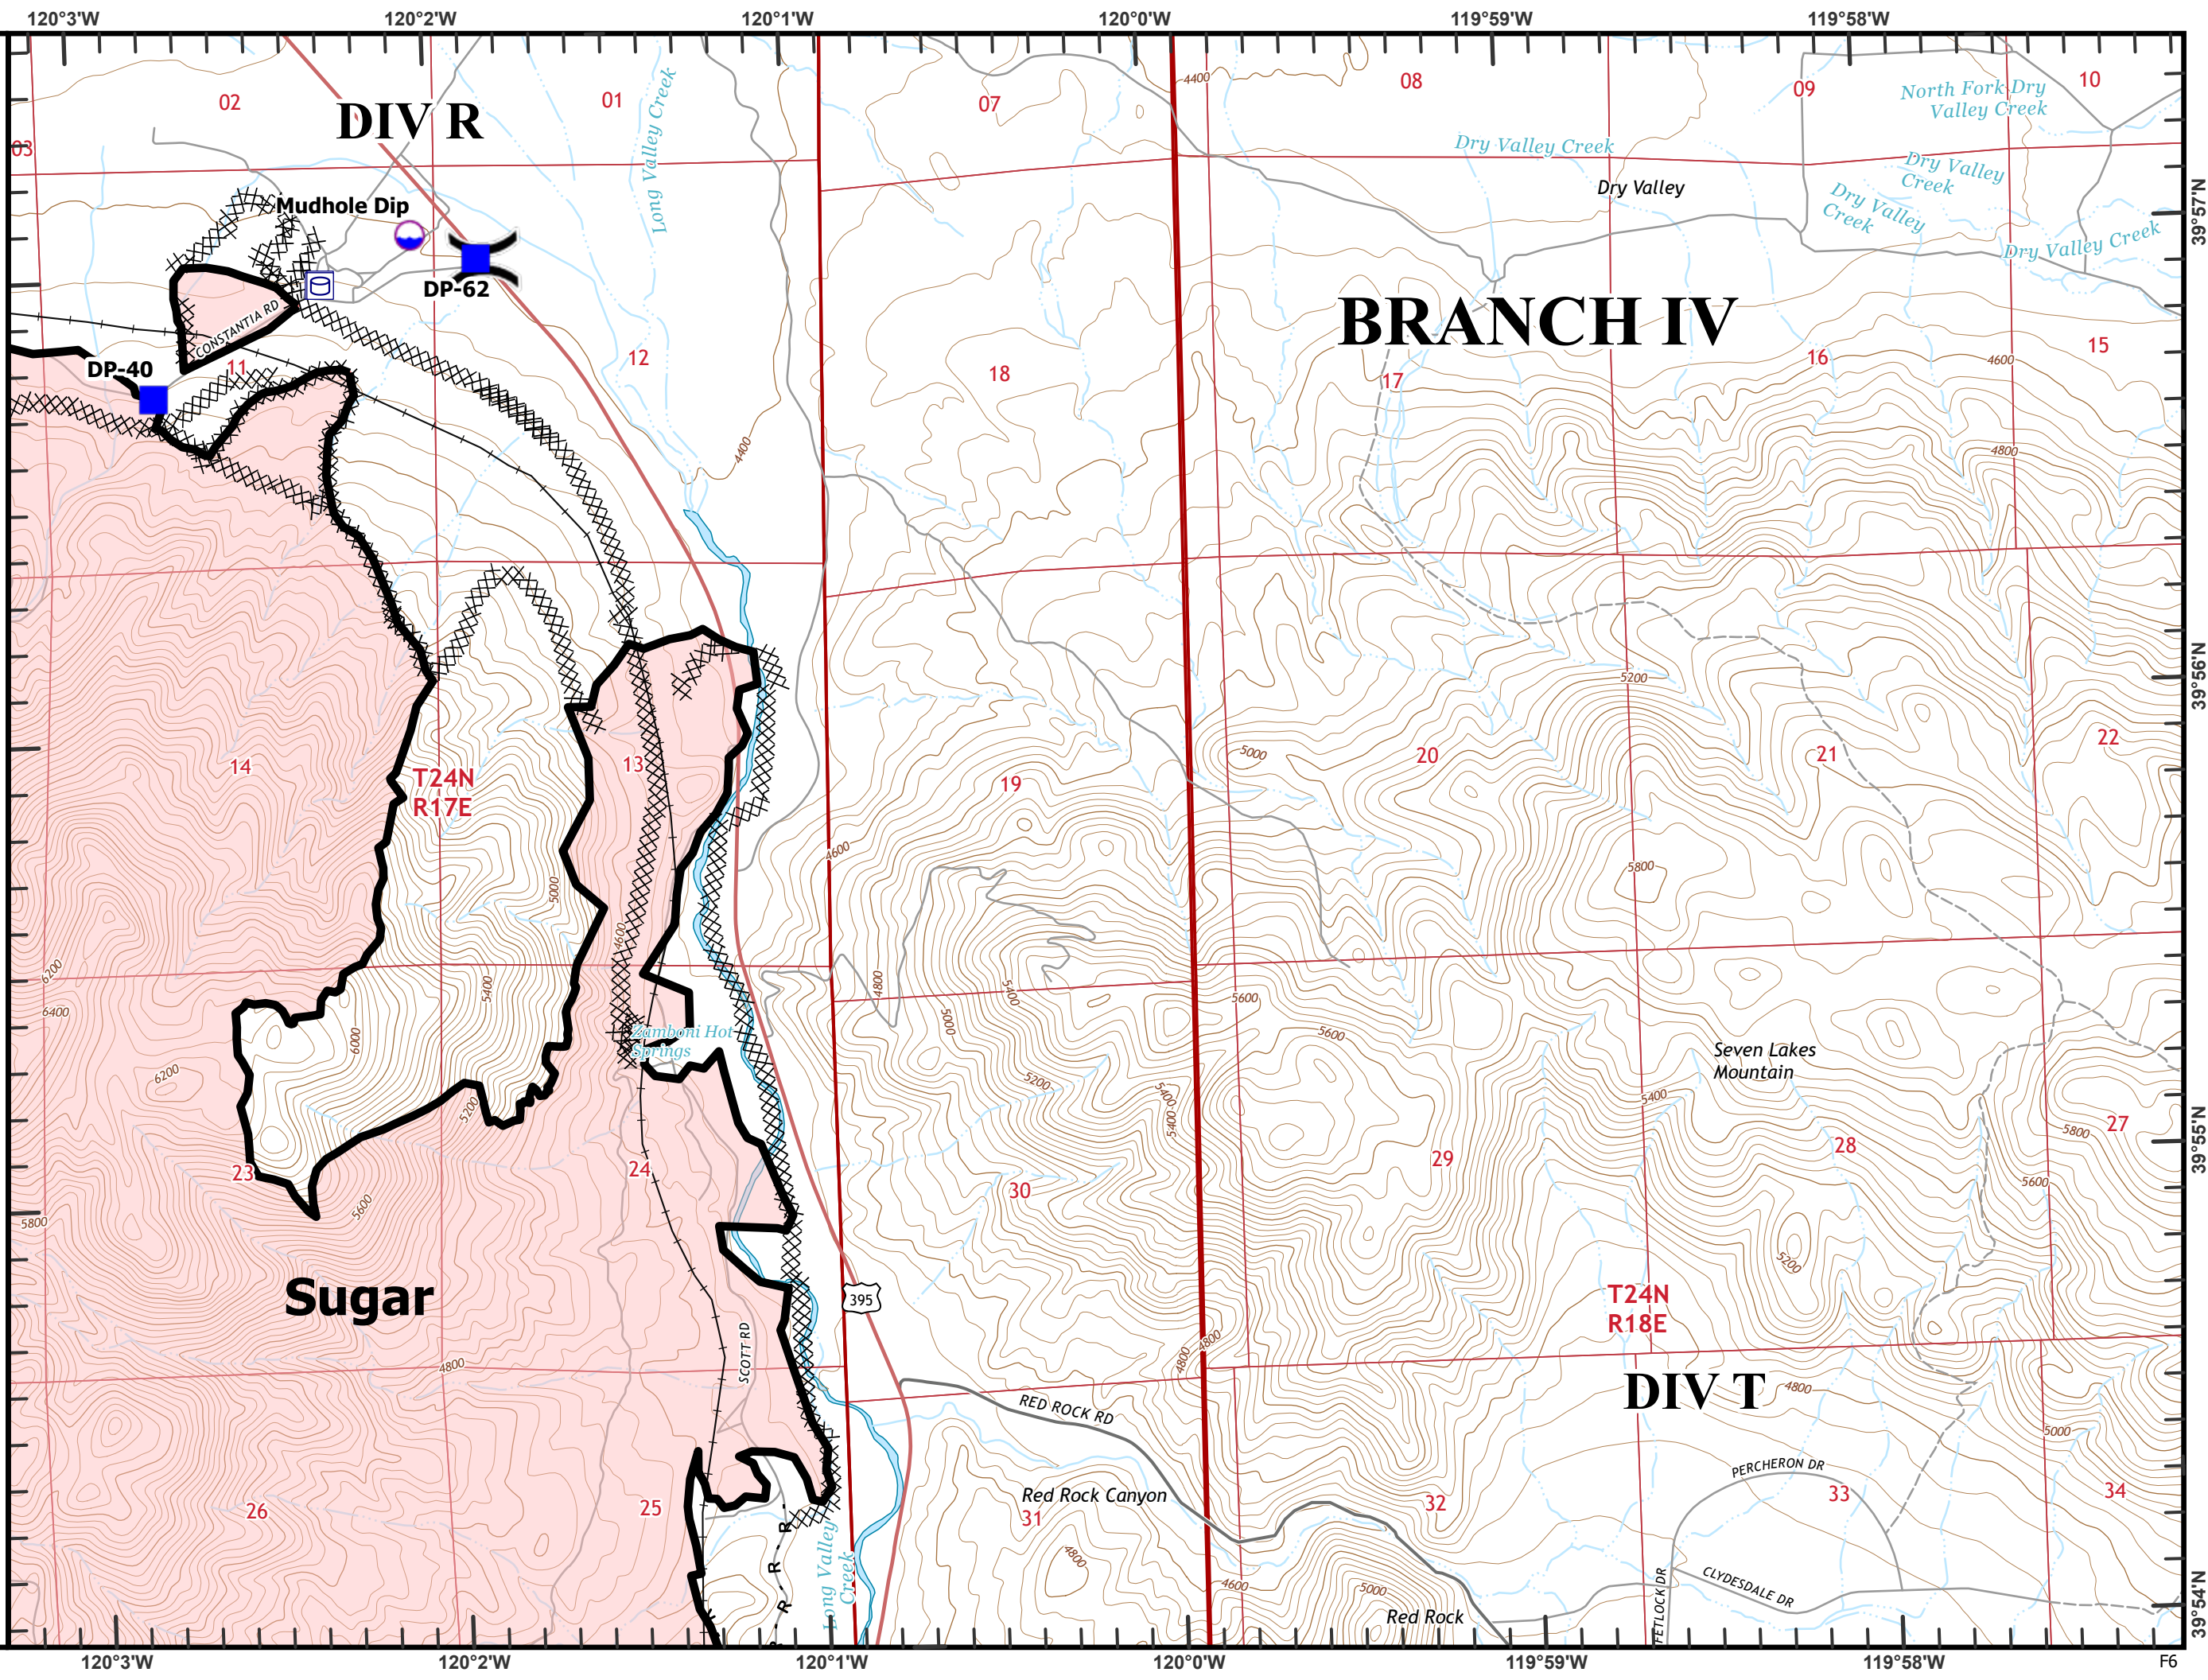 120°3'W 120°2'W 120°1'W 120°0'W 119°59'W 119°58'W
02 01 07 08 09 10
03
DIV R
Long Valley Creek
4400
North Fork Dry
Valley Creek
Dry Valley Creek
Dry Valley
Creek
Dry Valley
Dry Valley
Creek
Dry Valley Creek
39°57'N
Mudhole Dip
DP-62
CONSTANTIA RD
DP-40
11
12
18
BRANCH IV
17
16
15
4600
4400
4800
39°56'N
14
T24N
R17E
13
19
5000
20
5200
21
22
4600
5800
5000
4600
6200
6400
5400
6000
4800
5400
5000
5600
5600
Zamboni Hot
Springs
6200
5200
5200
5400
5400
5400
Seven Lakes
Mountain
5800
27
39°55'N
23
24
30
29
28
5600
5600
5800
5200
Sugar
395
T24N
R18E
SCOTT RD
4800
4800
4800
RED ROCK RD
DIV T
4800
5000
PERCHERON DR
26
25
Red Rock Canyon
31
32
33
34
R
R
R
R
Long Valley
Creek
4800
4600
5000
Red Rock
FETLOCK DR
CLYDESDALE DR
39°54'N
120°3'W 120°2'W 120°1'W 120°0'W 119°59'W 119°58'W
F6